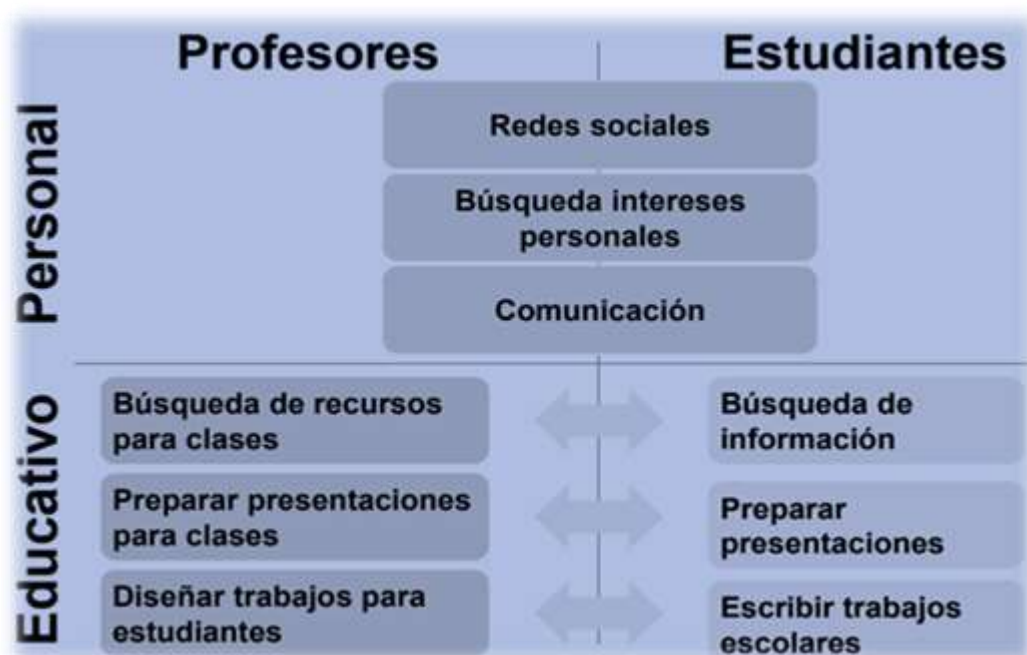 Profesores
Estudiantes
Personal
Redes sociales
Búsqueda intereses
personales
Comunicación
Educativo
Búsqueda de recursos
para clases
Búsqueda de
información
Preparar presentaciones
para clases
Preparar
presentaciones
Diseñar trabajos para
estudiantes
Escribir trabajos
escolares